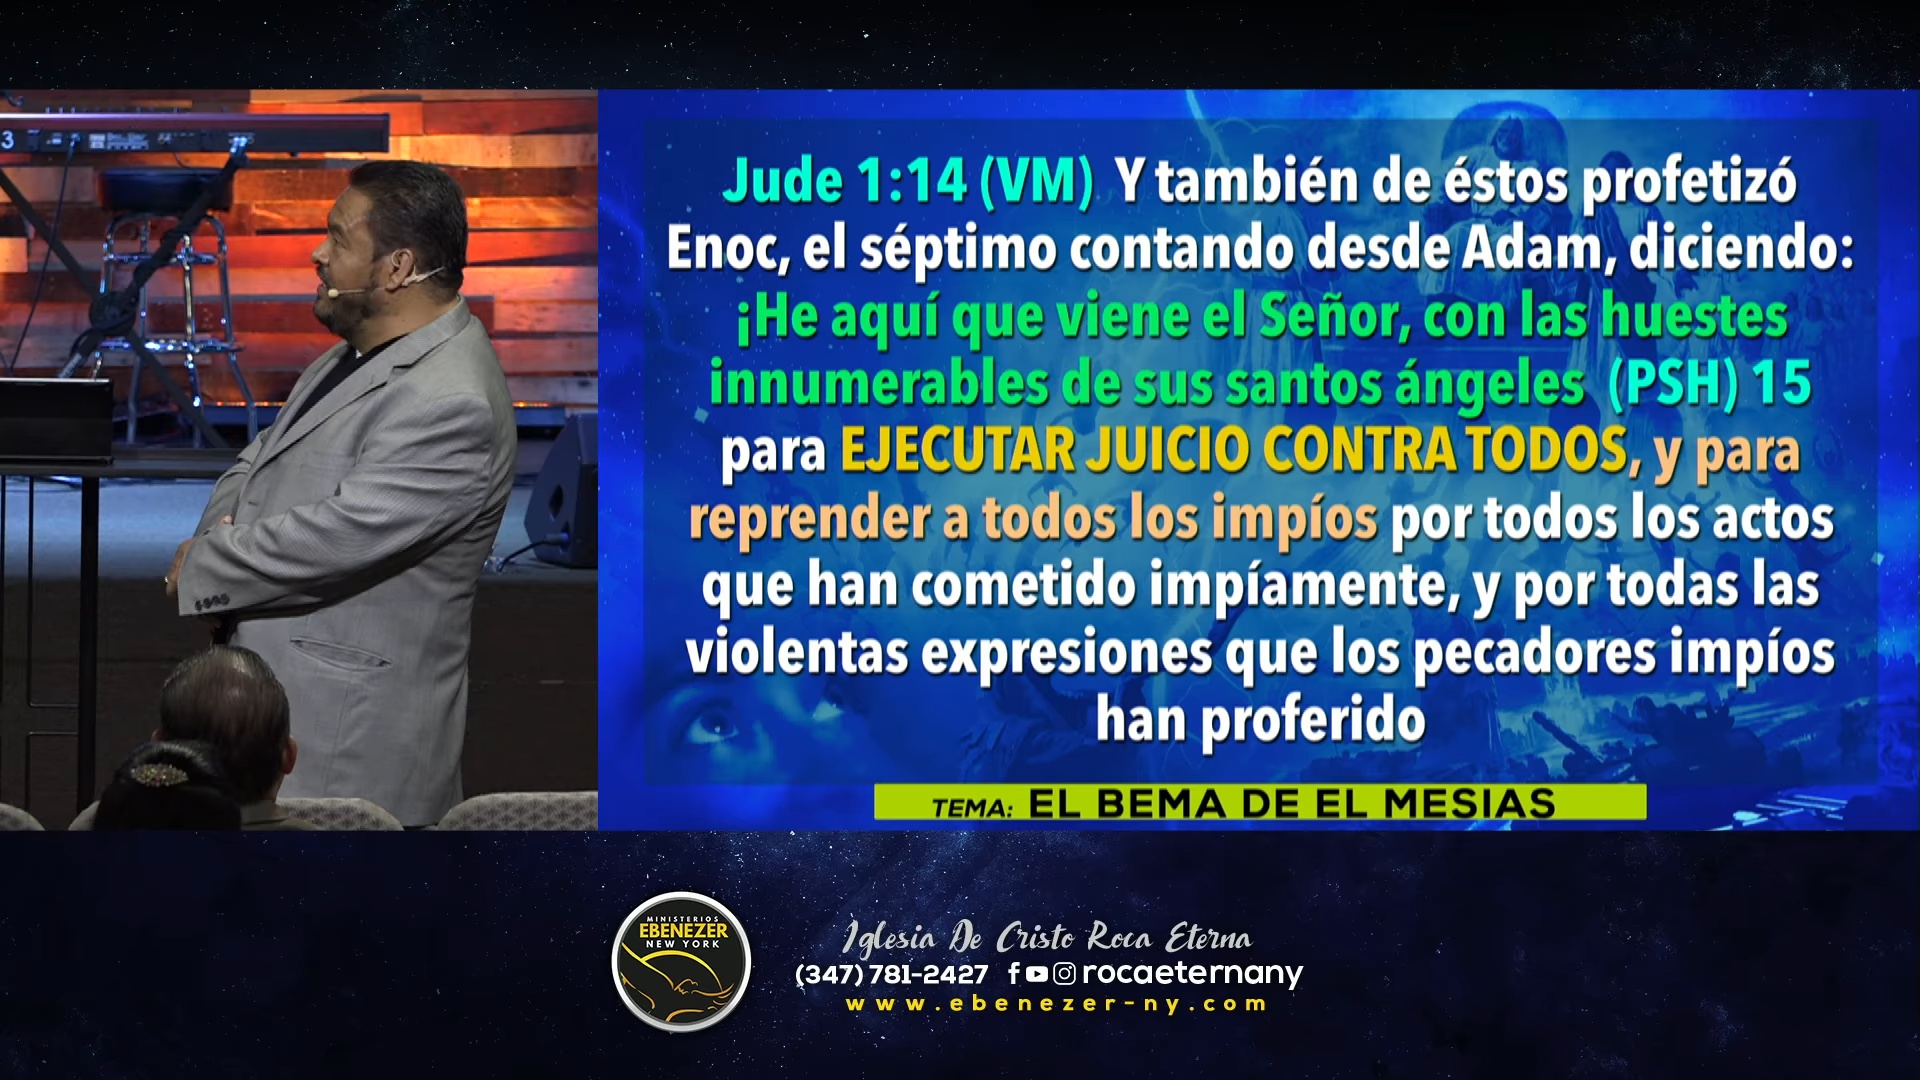 3
Jude 1:14 (VM) Y también de éstos profetizó
Enoc, el séptimo contando desde Adam, diciendo:
¡He aquí que viene el Señor, con las huestes
innumerables de sus santos ángeles (PSH) 15
para EJECUTAR JUICIO CONTRA TODOS, y para
reprender a todos los impíos por todos los actos
que han cometido impíamente, y por todas las
violentas expresiones que los pecadores impíos
han proferido
TEMA: EL BEMA DE EL MESIAS
MINISTERIOS
EBENEZER
NEW YORK
Iglesia De Cristo Roca Eterna
(347) 781-2427 rocaeternany
www.ebenezer-ny.com